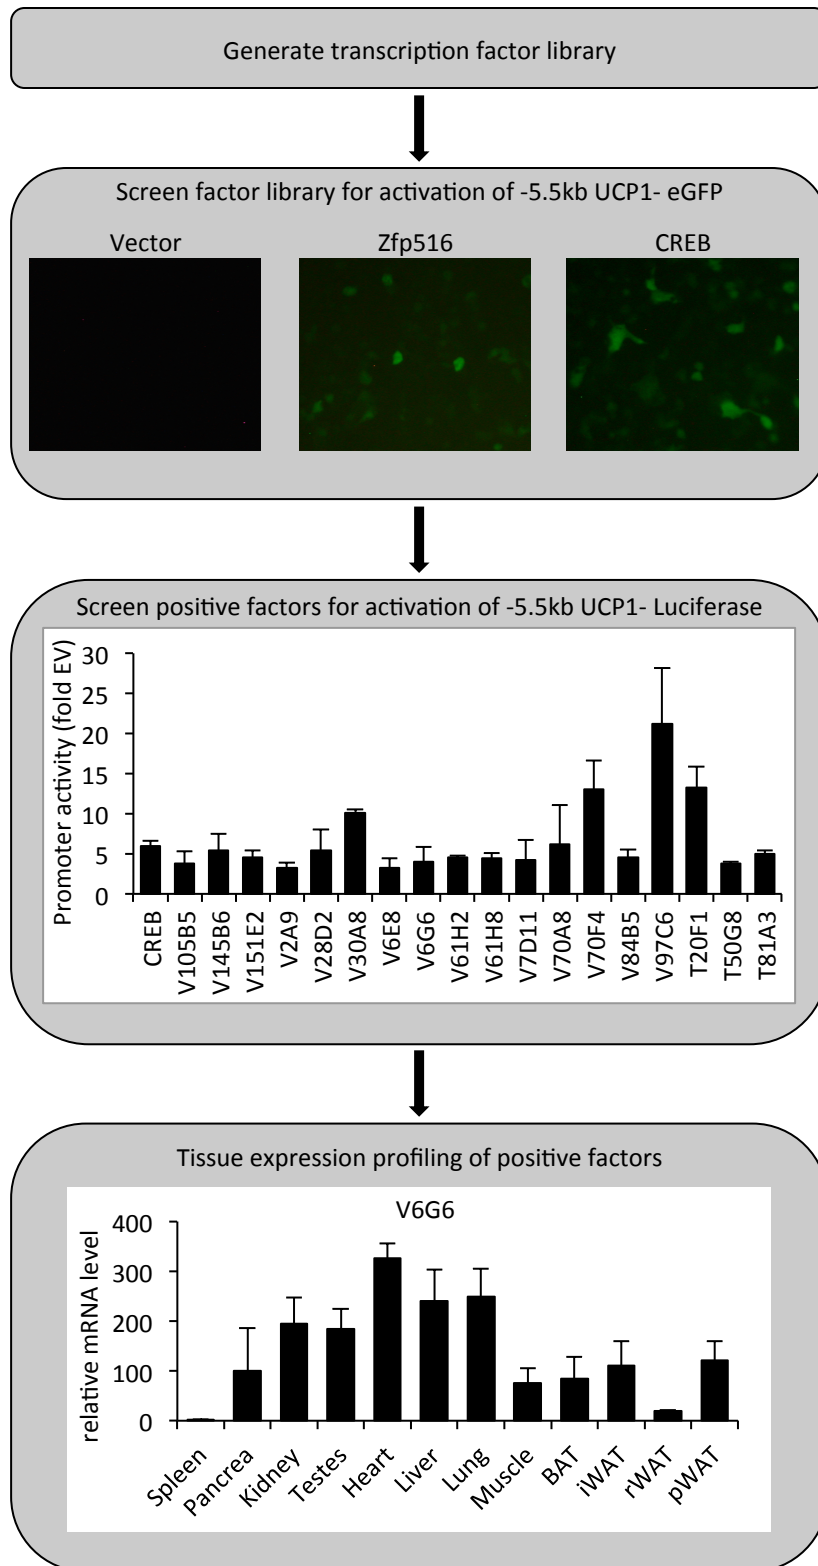 Generate transcription factor library
Screen factor library for activation of -5.5kb UCP1- eGFP
Vector
Zfp516
CREB
Screen positive factors for activation of -5.5kb UCP1- Luciferase
Promoter activity (fold EV)
30
25
20
15
10
5
0
CREB
V105B5
V145B6
V151E2
V2A9
V28D2
V30A8
V6E8
V6G6
V61H2
V61H8
V7D11
V70A8
V70F4
V84B5
V97C6
T20F1
T50G8
T81A3
Tissue expression profiling of positive factors
V6G6
relative mRNA level
400
300
200
100
0
Spleen
Pancrea
Kidney
Testes
Heart
Liver
Lung
Muscle
BAT
iWAT
rWAT
pWAT